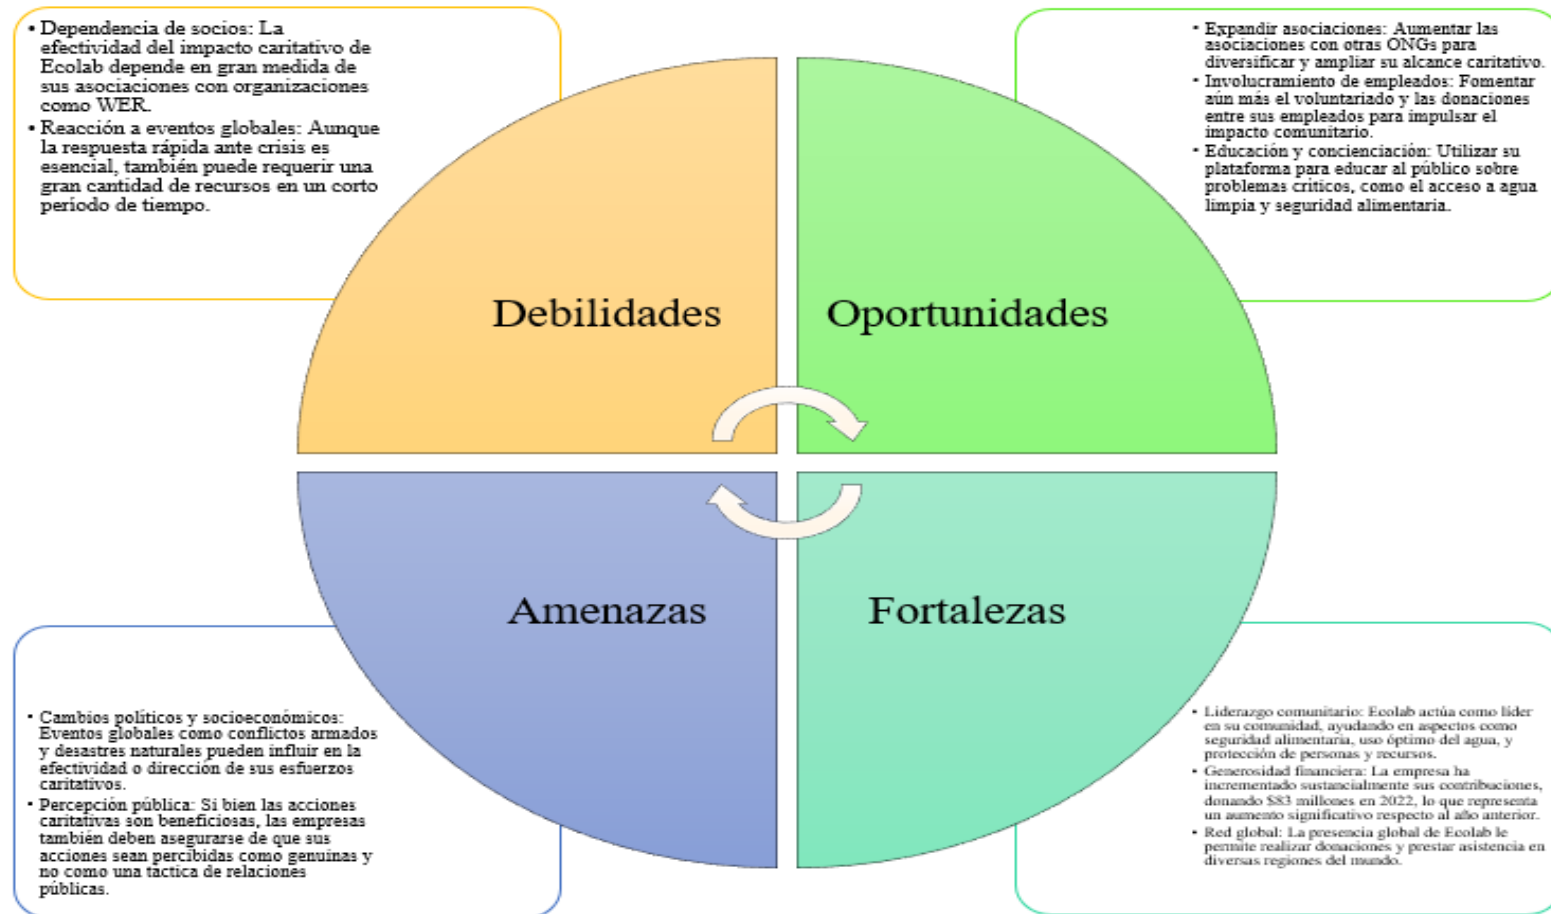 • Dependencia de socios: La
efectividad del impacto caritativo de
Ecolab depende en gran medida de
sus asociaciones con organizaciones
como WER.
• Reacción a eventos globales: Aunque
la respuesta rápida ante crisis es
esencial, también puede requerir una
gran cantidad de recursos en un corto
período de tiempo.
• Expandir asociaciones: Aumentar las
asociaciones con otras ONGs para
diversificar y ampliar su alcance caritativo.
• Involucramiento de empleados: Fomentar
aún más el voluntariado y las donaciones
entre sus empleados para impulsar el
impacto comunitario.
• Educación y concienciación: Utilizar su
plataforma para educar al público sobre
problemas críticos, como el acceso a agua
limpia y seguridad alimentaria.
Debilidades
Oportunidades
Amenazas
Fortalezas
• Cambios políticos y socioeconómicos:
Eventos globales como conflictos armados
y desastres naturales pueden influir en la
efectividad o dirección de sus esfuerzos
caritativos.
• Percepción pública: Si bien las acciones
caritativas son beneficiosas, las empresas
también deben asegurarse de que sus
acciones sean percibidas como genuinas y
no como una táctica de relaciones
públicas.
• Liderazgo comunitario: Ecolab actúa como líder
en su comunidad, ayudando en aspectos como
seguridad alimentaria, uso óptimo del agua, y
protección de personas y recursos.
• Generosidad financiera: La empresa ha
incrementado sustancialmente sus contribuciones,
donando $83 millones en 2022, lo que representa
un aumento significativo respecto al año anterior.
• Red global: La presencia global de Ecolab le
permite realizar donaciones y prestar asistencia en
diversas regiones del mundo.